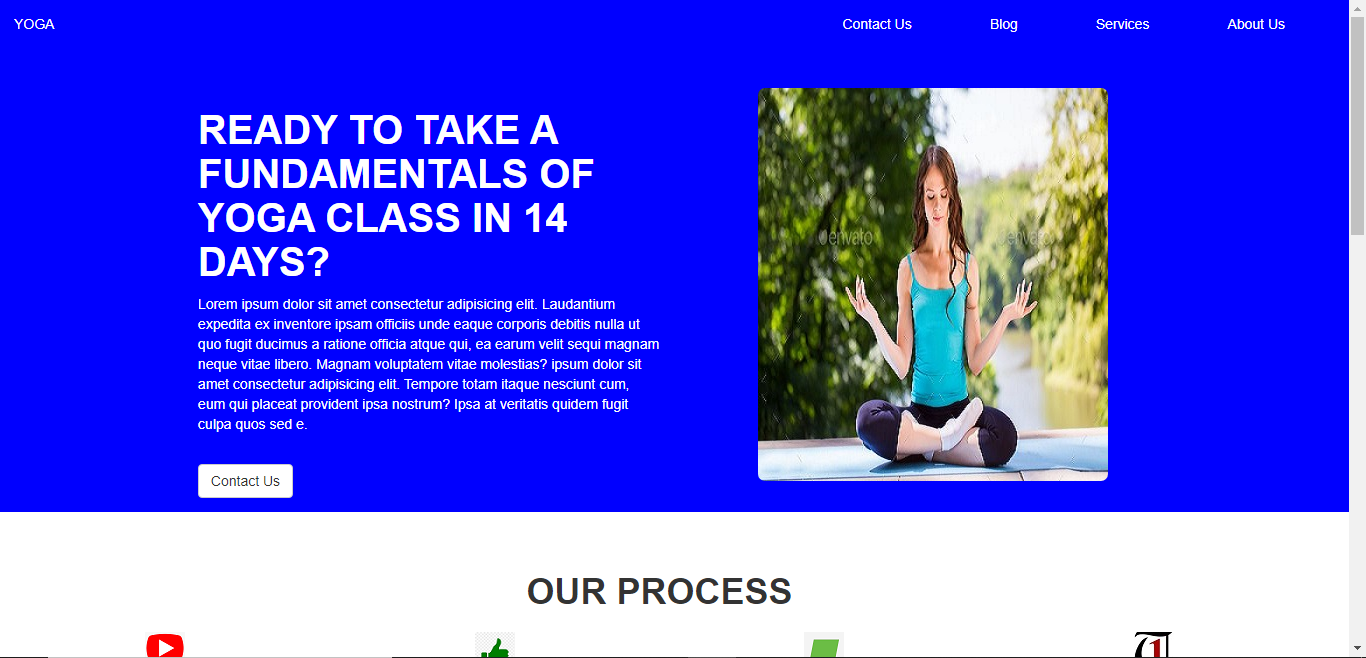 YOGA
Contact Us
Blog
Services
About Us
READY TO TAKE A
FUNDAMENTALS OF
YOGA CLASS IN 14
DAYS?
Lorem ipsum dolor sit amet consectetur adipisicing elit. Laudantium
expedita ex inventore ipsam officiis unde eaque corporis debitis nulla ut
quo fugit ducimus a ratione officia atque qui, ea earum velit sequi magnam
neque vitae libero. Magnam voluptatem vitae molestias? ipsum dolor sit
amet consectetur adipisicing elit. Tempore totam itaque nesciunt cum,
eum qui placeat provident ipsa nostrum? Ipsa at veritatis quidem fugit
culpa quos sed e.
Contact Us
envato
envato
OUR PROCESS